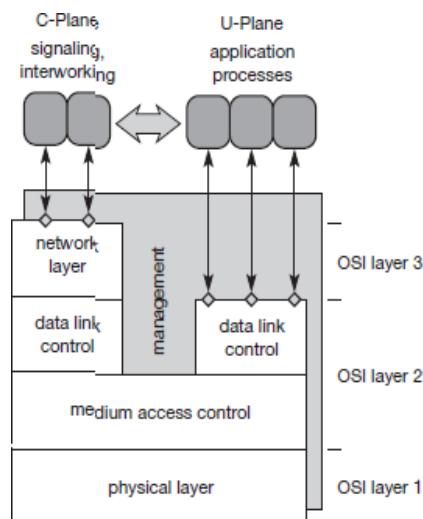 C-Plane
signaling,
interworking
U-Plane
application
processes
network
layer
management
OSI layer 3
data link
control
data link
control
OSI layer 2
medium access control
physical layer
OSI layer 1